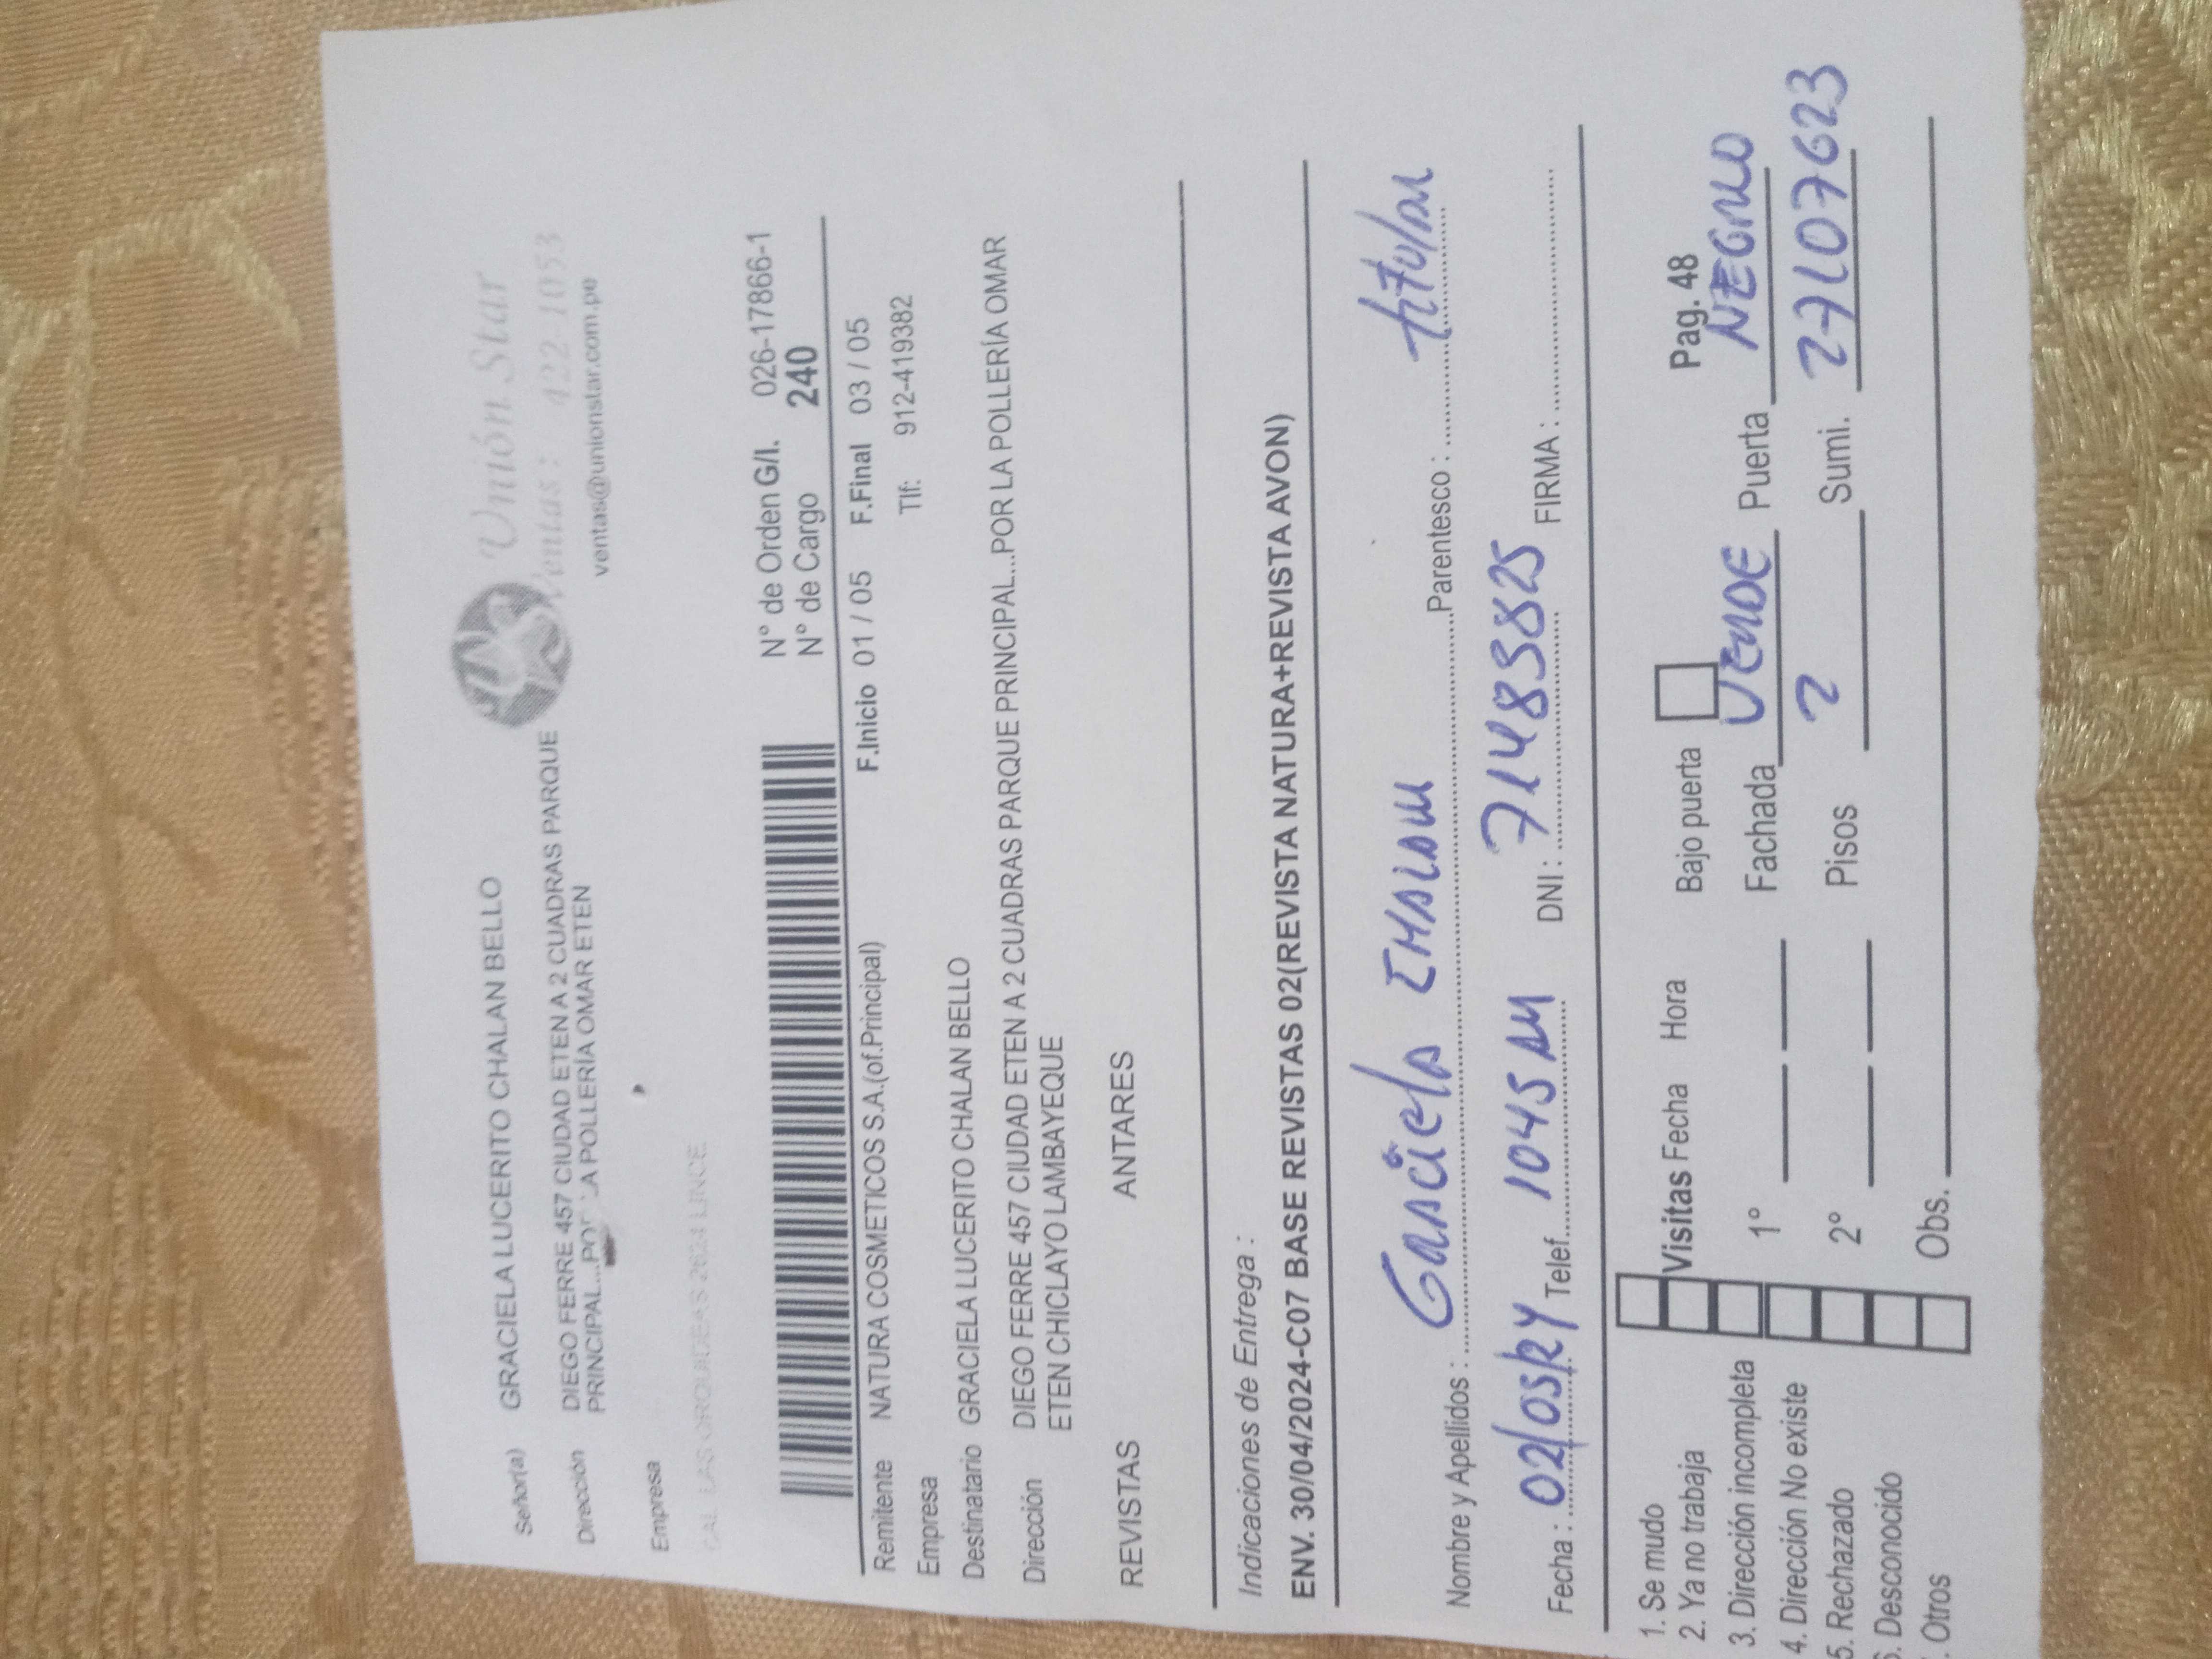 Señor(a) GRACIELA LUCERITO CHALAN BELLO
Unión Star
Ventas : 422-1053
ventas@unionstar.com.pe
Dirección DIEGO FERRE 457 CIUDAD ETEN A 2 CUADRAS PARQUE
PRINCIPAL...POR LA POLLERÍA OMAR ETEN
Empresa
CAL. LAS ORQUIDEAS 2624 LINCE
N° de Orden G/I. 026-17866-1
N° de Cargo 240
F.Inicio 01 / 05 F.Final 03 / 05
Remitente NATURA COSMETICOS S.A.(of.Principal)
Tlf: 912-419382
Empresa
Destinatario GRACIELA LUCERITO CHALAN BELLO
Dirección DIEGO FERRE 457 CIUDAD ETEN A 2 CUADRAS PARQUE PRINCIPAL...POR LA POLLERÍA OMAR
ETEN CHICLAYO LAMBAYEQUE
REVISTAS ANTARES
Indicaciones de Entrega :
ENV. 30/04/2024-C07 BASE REVISTAS 02(REVISTA NATURA+REVISTA AVON)
Nombre y Apellidos : Graciela Parentesco : titular
Fecha : Telef. 1045 AM DNI : 71483825 FIRMA :
1. Se mudo
2. Ya no trabaja
3. Dirección incompleta
4. Dirección No existe
5. Rechazado
6. Desconocido
. Otros
Visitas Fecha Hora
1°
2°
Obs.
Bajo puerta Pag. 48
Fachada VERDE Puerta NEGRO
Pisos 2 Sumi. 27107623